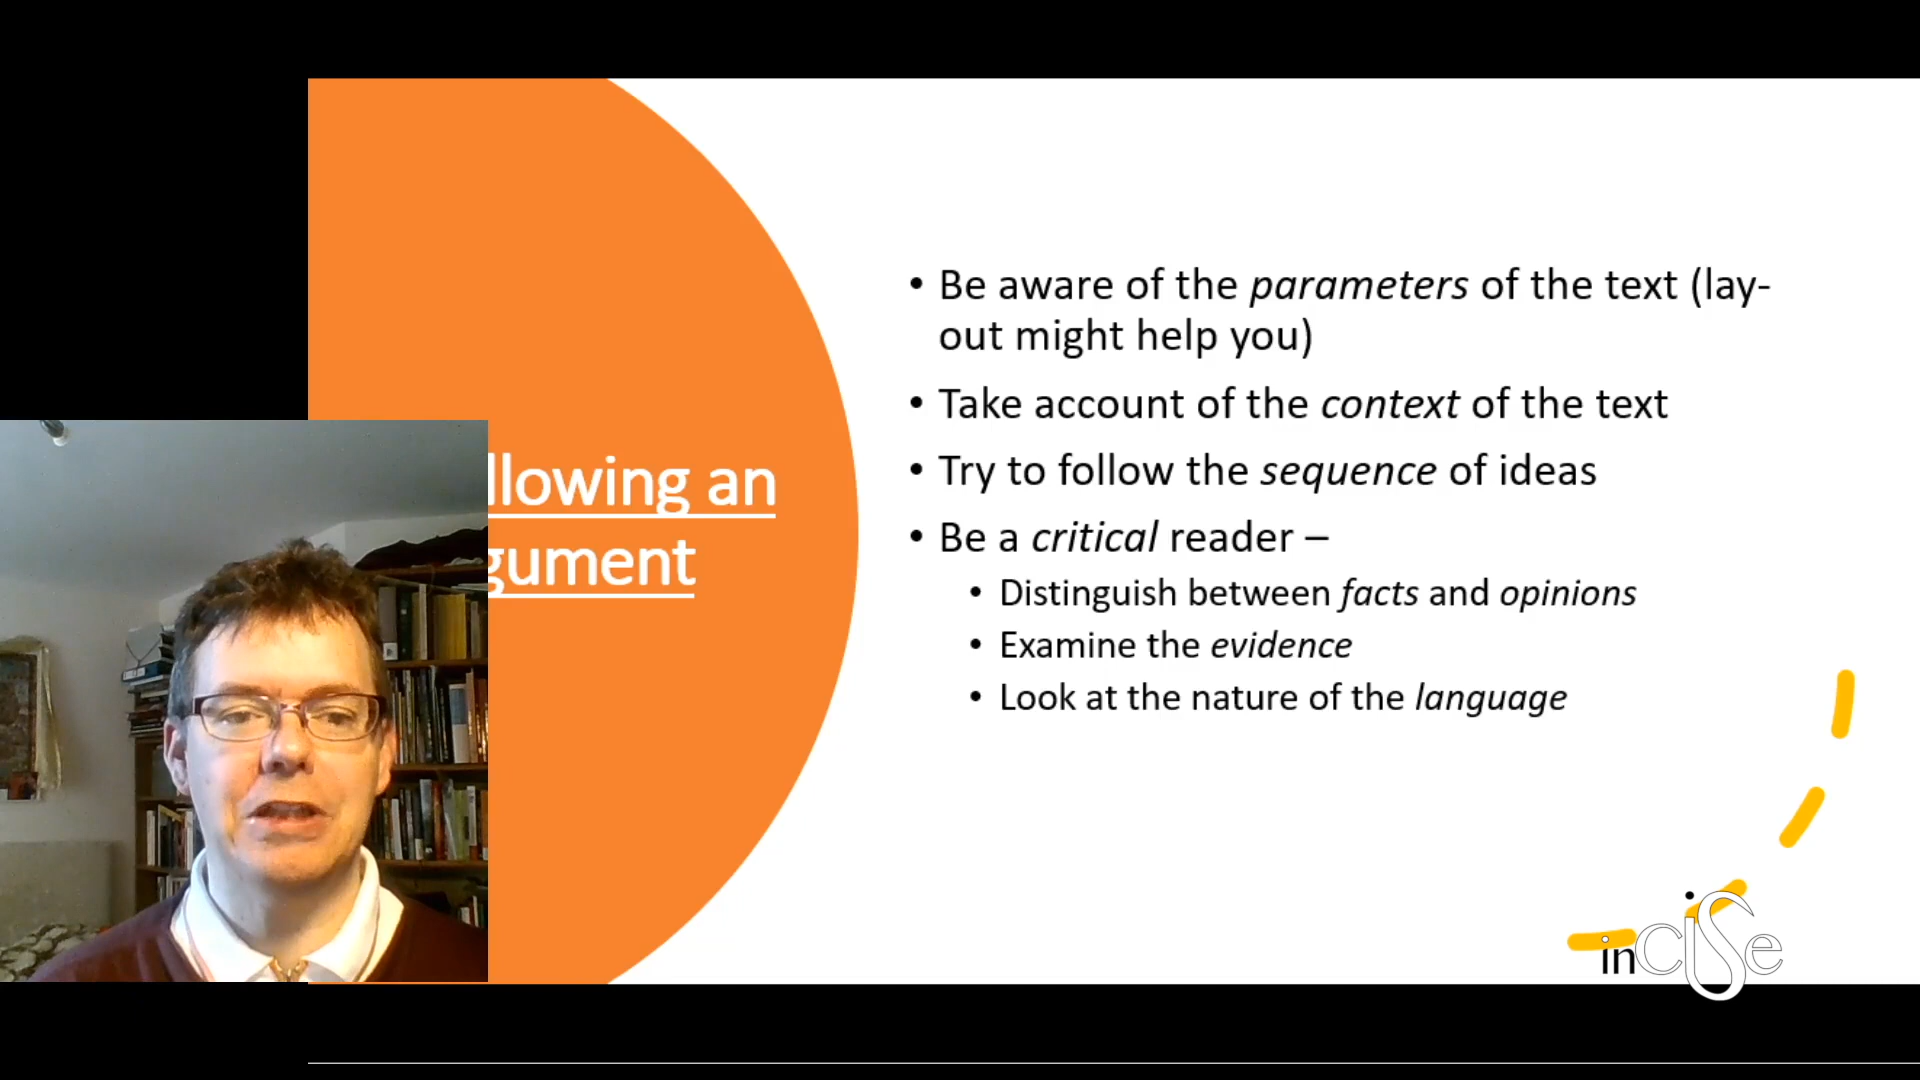 llowing an
gument
• Be aware of the parameters of the text (lay-
out might help you)
• Take account of the context of the text
• Try to follow the sequence of ideas
• Be a critical reader –
• Distinguish between facts and opinions
• Examine the evidence
• Look at the nature of the language
inciSe